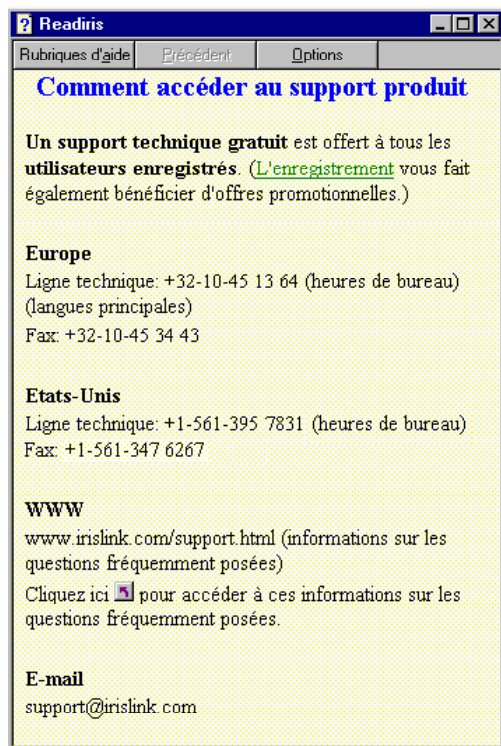 Readiris
Rubriques d'aide Précédent Options
Comment accéder au support produit
Un support technique gratuit est offert à tous les
utilisateurs enregistrés. (L'enregistrement vous fait
également bénéficier d'offres promotionnelles.)
Europe
Ligne technique: +32-10-45 13 64 (heures de bureau)
(langues principales)
Fax: +32-10-45 34 43
Etats-Unis
Ligne technique: +1-561-395 7831 (heures de bureau)
Fax: +1-561-347 6267
WWW
www.irislink.com/support.html (informations sur les
questions fréquemment posées)
Cliquez ici pour accéder à ces informations sur les
questions fréquemment posées.
E-mail
support@irislink.com